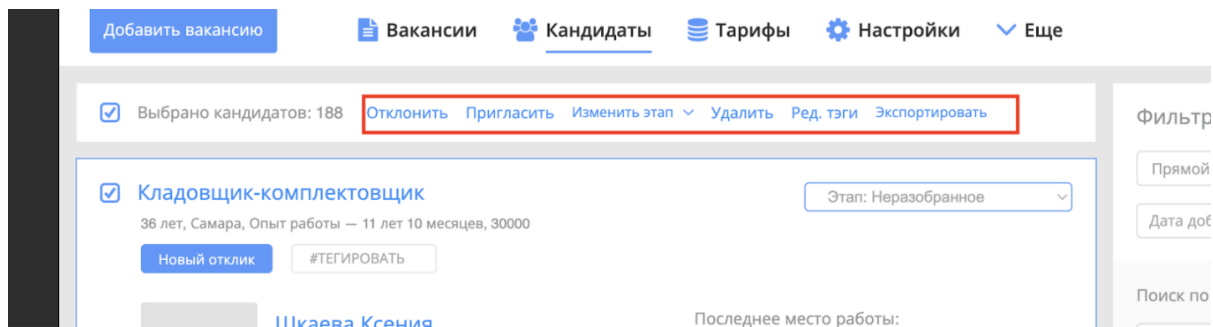 Добавить вакансию Вакансии Кандидаты Тарифы Настройки Еще
Выбрано кандидатов: 188 Отклонить Пригласить Изменить этап Удалить Ред. тэги Экспортировать
Фильтр
Кладовщик-комплектовщик
Этап: Неразобранное
Прямой
36 лет, Самара, Опыт работы — 11 лет 10 месяцев, 30000
Дата доб
Новый отклик #ТЕГИРОВАТЬ
Поиск по
Шкаева Ксения
Последнее место работы: